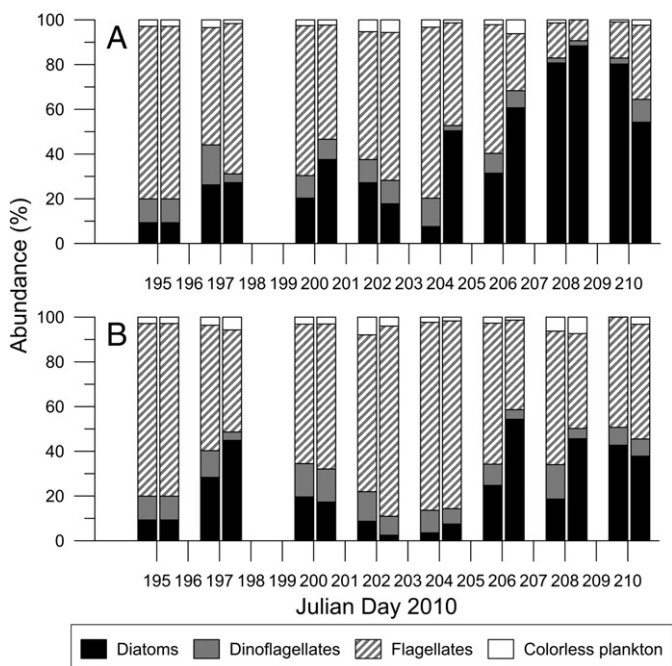 A
100
80
60
40
20
0
195 196 197 198 199 200 201 202 203 204 205 206 207 208 209 210
Abundance (%)
B
100
80
60
40
20
0
195 196 197 198 199 200 201 202 203 204 205 206 207 208 209 210
Julian Day 2010
Diatoms Dinoflagellates Flagellates Colorless plankton